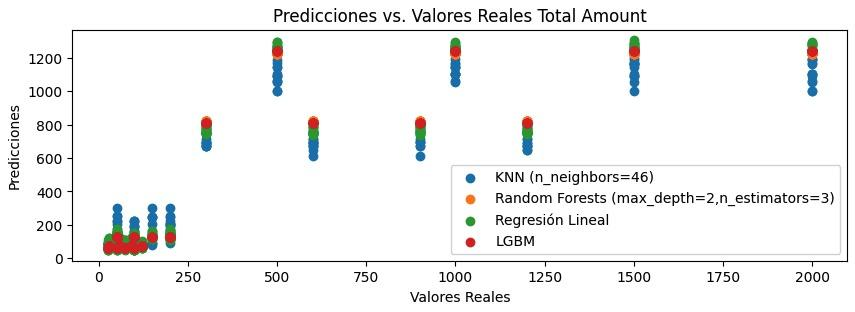 Predicciones vs. Valores Reales Total Amount
Predicciones
1200
1000
800
600
400
200
0
KNN (n_neighbors=46)
Random Forests (max_depth=2,n_estimators=3)
Regresión Lineal
LGBM
0 250 500 750 1000 1250 1500 1750 2000
Valores Reales